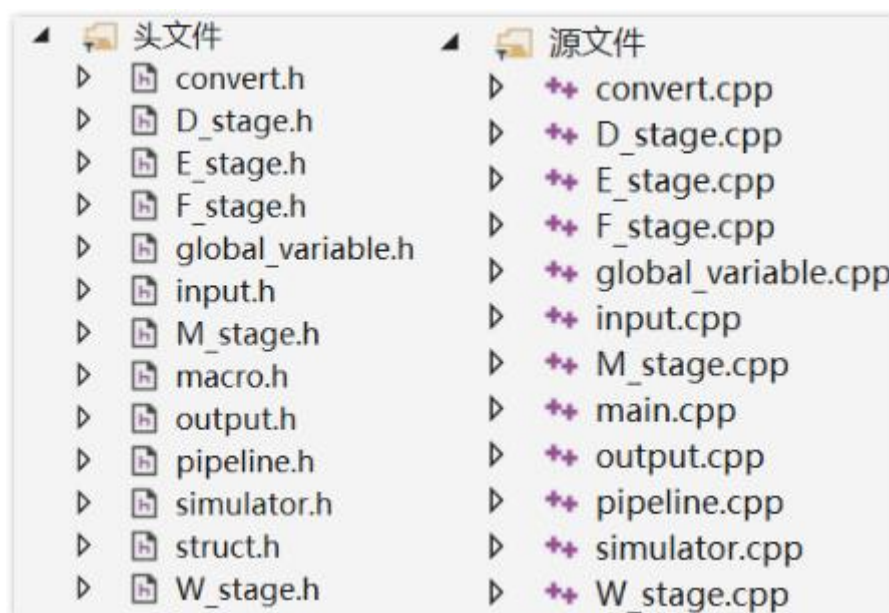 头文件
convert.h
D_stage.h
E_stage.h
F_stage.h
global_variable.h
input.h
M_stage.h
macro.h
output.h
pipeline.h
simulator.h
struct.h
W_stage.h
源文件
convert.cpp
D_stage.cpp
E_stage.cpp
F_stage.cpp
global_variable.cpp
input.cpp
M_stage.cpp
main.cpp
output.cpp
pipeline.cpp
simulator.cpp
W_stage.cpp